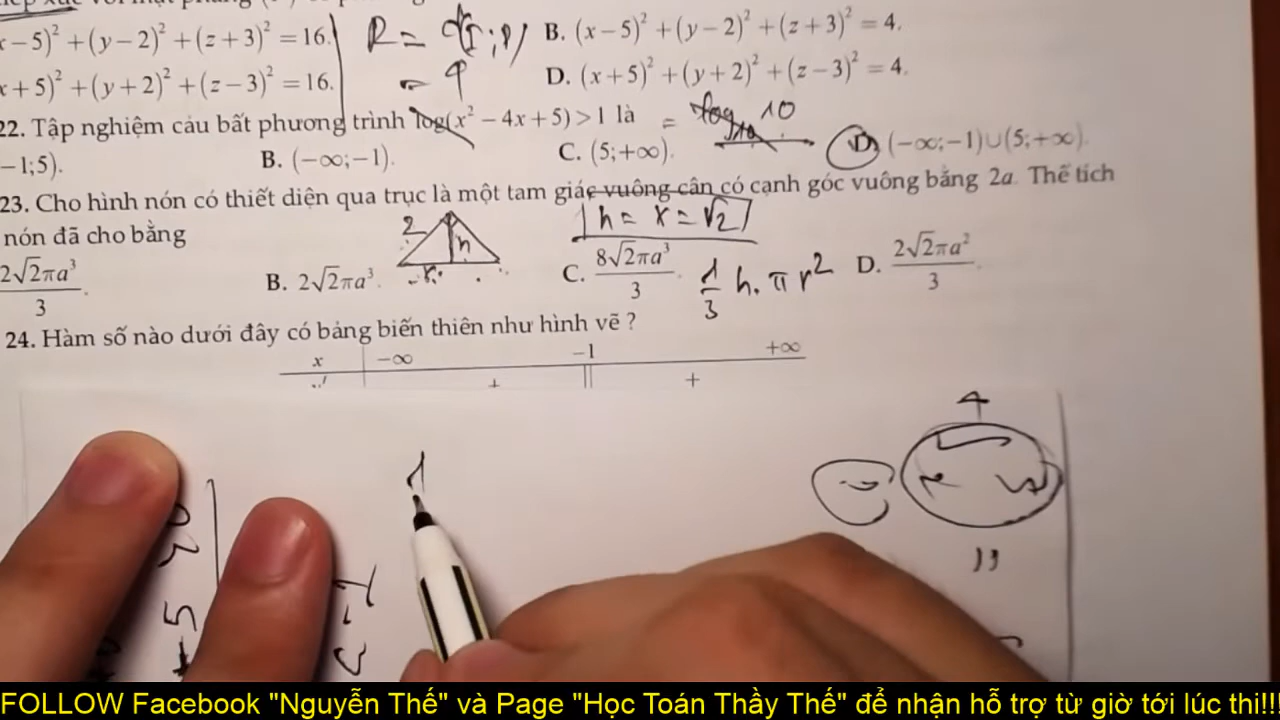 x – 5)² + (y – 2)² + (z + 3)² = 16.
B. (x – 5)² + (y – 2)² + (z + 3)² = 4.
x + 5)² + (y + 2)² + (z – 3)² = 16.
D. (x + 5)² + (y + 2)² + (z – 3)² = 4.
22. Tập nghiệm của bất phương trình log(x² – 4x + 5) > 1 là
–1;5).
B. (–∞;–1).
C. (5;+∞).
D. (–∞;–1)∪(5;+∞).
23. Cho hình nón có thiết diện qua trục là một tam giác vuông cân có cạnh góc vuông bằng 2a. Thể tích
nón đã cho bằng
2
h
h = r = √2
2√2πa³/3.
B. 2√2πa³.
C. 8√2πa³/3.
1/3 h. π r²
D. 2√2πa²/3.
24. Hàm số nào dưới đây có bảng biến thiên như hình vẽ ?
x –∞ –1 +∞
+ +
4
1
FOLLOW Facebook "Nguyễn Thế" và Page "Học Toán Thầy Thế" để nhận hỗ trợ từ giờ tới lúc thi!!!